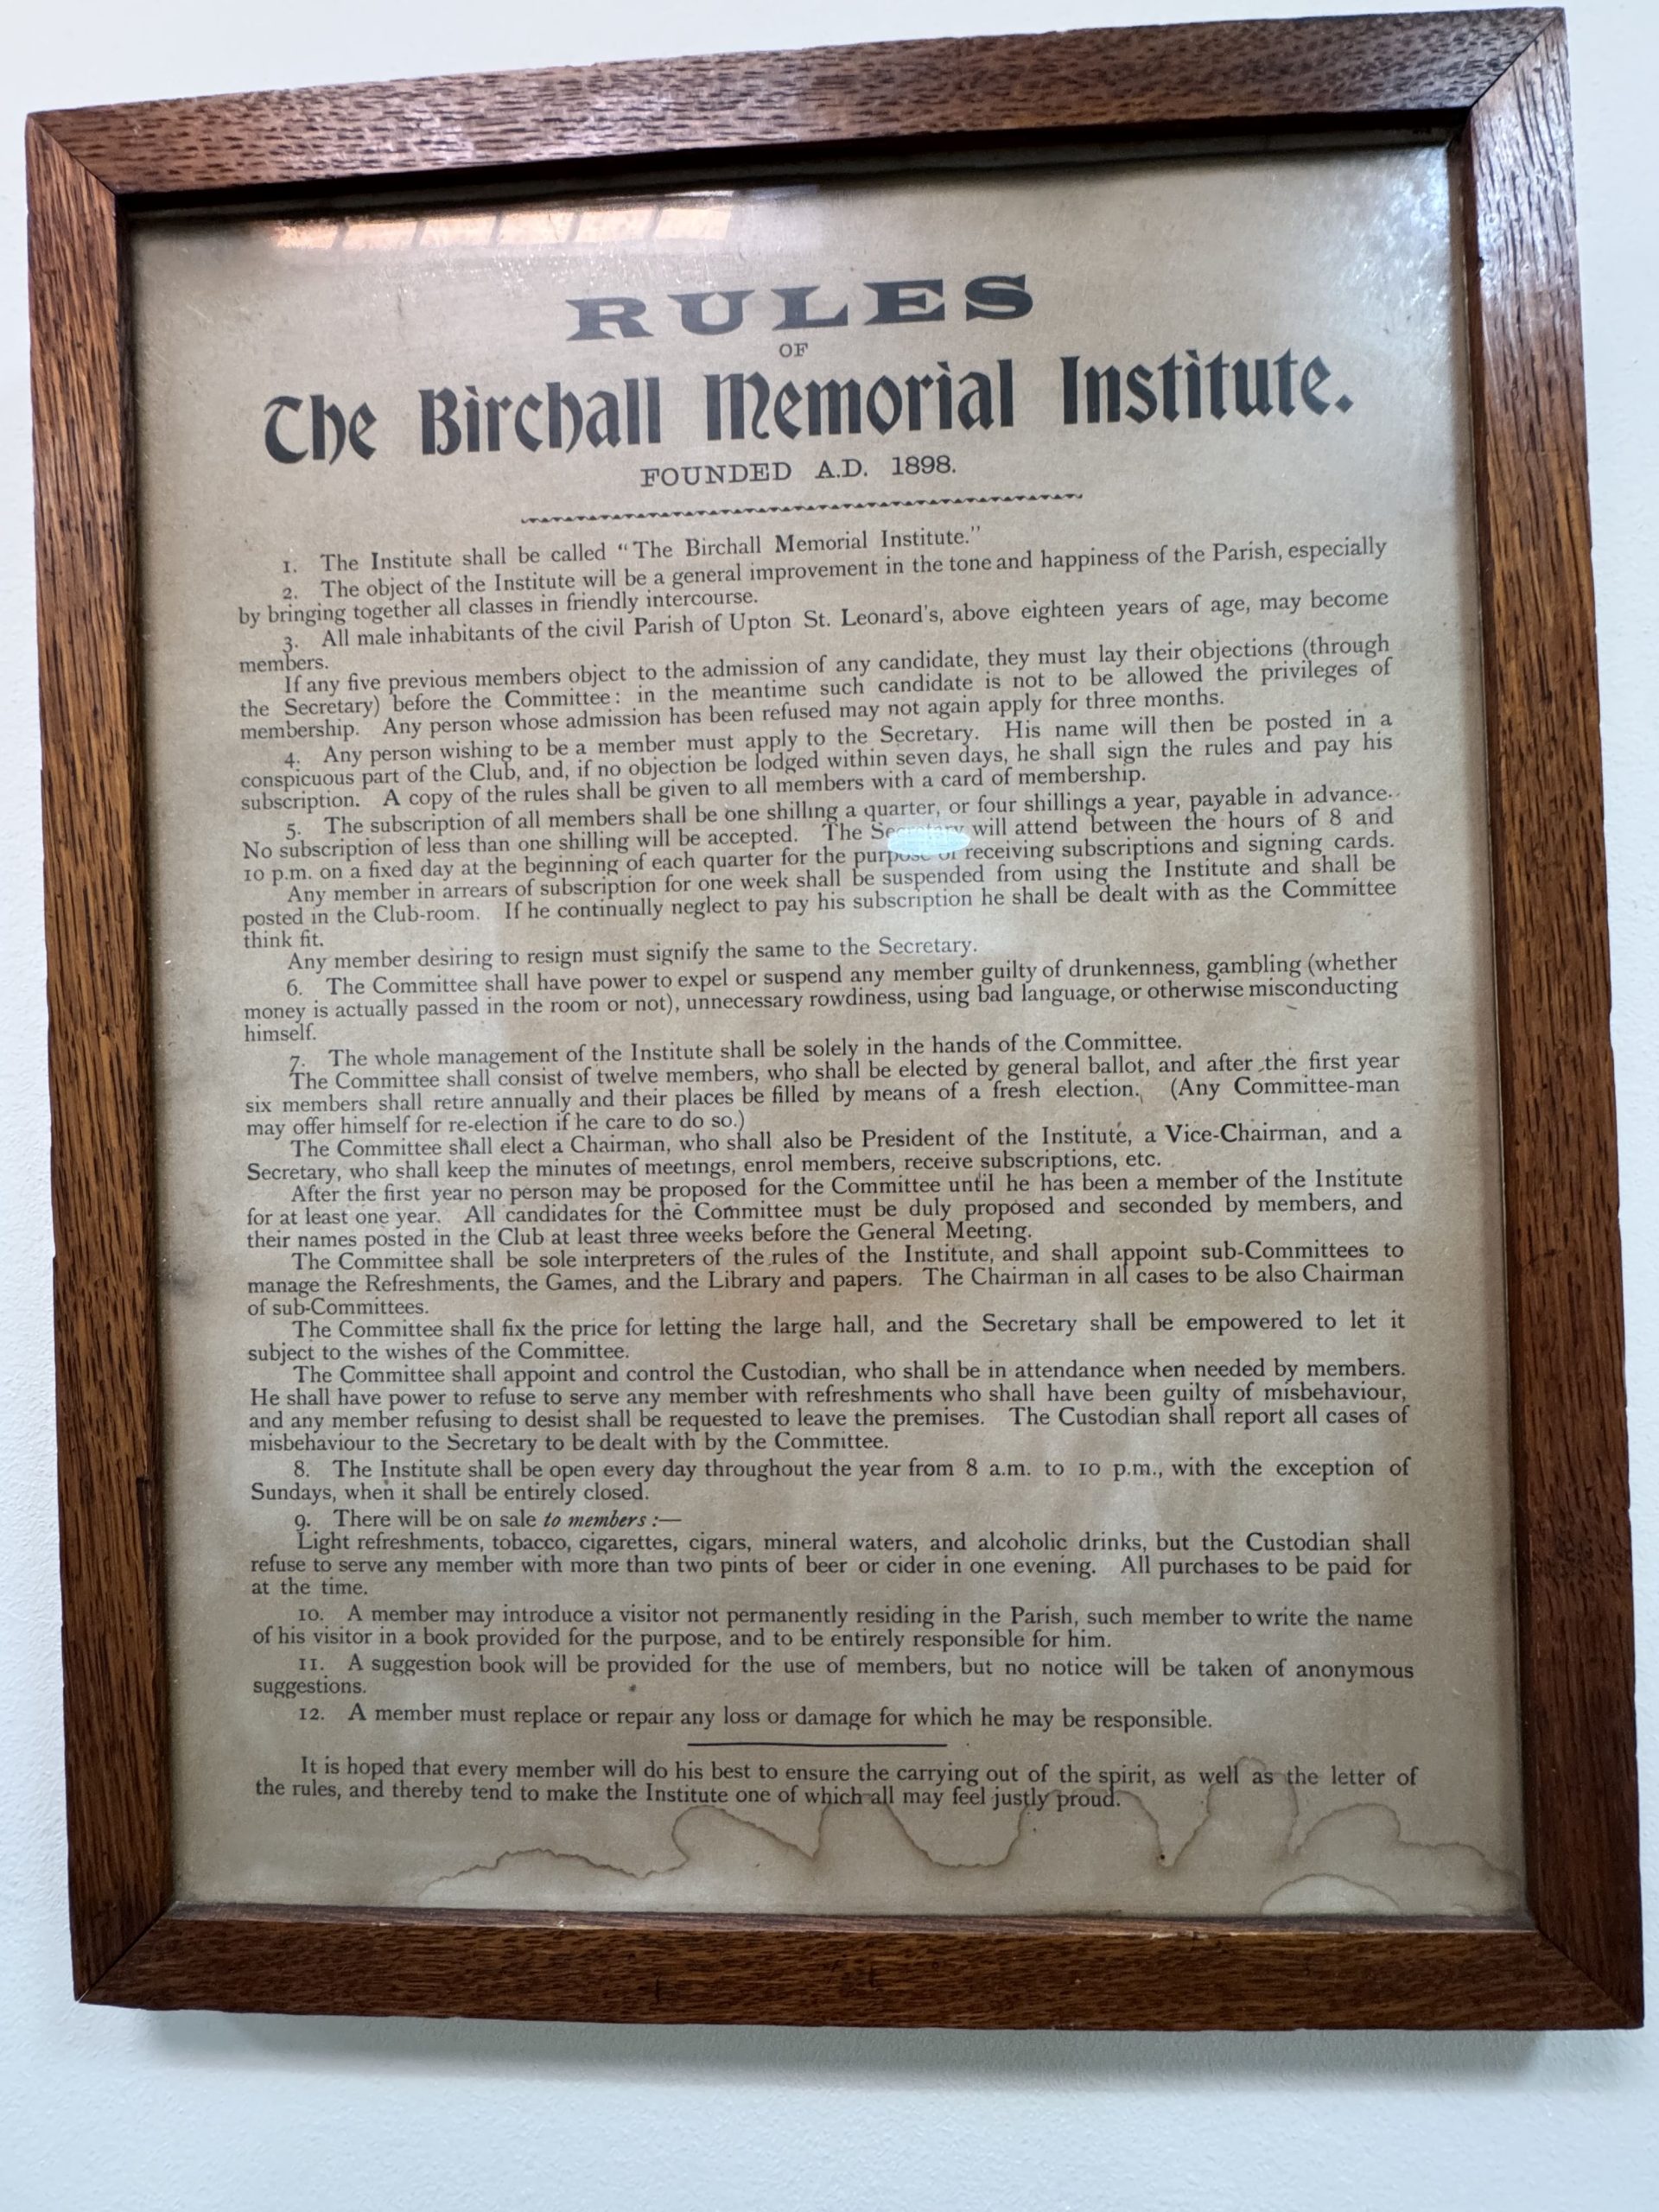 RULES
OF
The Birchall Memorial Institute.
FOUNDED A.D. 1898.
1. The Institute shall be called "The Birchall Memorial Institute."
2. The object of the Institute will be a general improvement in the tone and happiness of the Parish, especially
by bringing together all classes in friendly intercourse.
3. All male inhabitants of the civil Parish of Upton St. Leonard's, above eighteen years of age, may become
members.
If any five previous members object to the admission of any candidate, they must lay their objections (through
the Secretary) before the Committee: in the meantime such candidate is not to be allowed the privileges of
membership. Any person whose admission has been refused may not again apply for three months.
4. Any person wishing to be a member must apply to the Secretary. His name will then be posted in a
conspicuous part of the Club, and, if no objection be lodged within seven days, he shall sign the rules and pay his
subscription. A copy of the rules shall be given to all members with a card of membership.
5. The subscription of all members shall be one shilling a quarter, or four shillings a year, payable in advance.
No subscription of less than one shilling will be accepted. The Secretary will attend between the hours of 8 and
10 p.m. on a fixed day at the beginning of each quarter for the purpose of receiving subscriptions and signing cards.
Any member in arrears of subscription for one week shall be suspended from using the Institute and shall be
posted in the Club-room. If he continually neglect to pay his subscription he shall be dealt with as the Committee
think fit.
Any member desiring to resign must signify the same to the Secretary.
6. The Committee shall have power to expel or suspend any member guilty of drunkenness, gambling (whether
money is actually passed in the room or not), unnecessary rowdiness, using bad language, or otherwise misconducting
himself.
7. The whole management of the Institute shall be solely in the hands of the Committee.
The Committee shall consist of twelve members, who shall be elected by general ballot, and after the first year
six members shall retire annually and their places be filled by means of a fresh election. (Any Committee-man
may offer himself for re-election if he care to do so.)
The Committee shall elect a Chairman, who shall also be President of the Institute, a Vice-Chairman, and a
Secretary, who shall keep the minutes of meetings, enrol members, receive subscriptions, etc.
After the first year no person may be proposed for the Committee until he has been a member of the Institute
for at least one year. All candidates for the Committee must be duly proposed and seconded by members, and
their names posted in the Club at least three weeks before the General Meeting.
The Committee shall be sole interpreters of the rules of the Institute, and shall appoint sub-Committees to
manage the Refreshments, the Games, and the Library and papers. The Chairman in all cases to be also Chairman
of sub-Committees.
The Committee shall fix the price for letting the large hall, and the Secretary shall be empowered to let it
subject to the wishes of the Committee.
The Committee shall appoint and control the Custodian, who shall be in attendance when needed by members.
He shall have power to refuse to serve any member with refreshments who shall have been guilty of misbehaviour,
and any member refusing to desist shall be requested to leave the premises. The Custodian shall report all cases of
misbehaviour to the Secretary to be dealt with by the Committee.
8. The Institute shall be open every day throughout the year from 8 a.m. to 10 p.m., with the exception of
Sundays, when it shall be entirely closed.
9. There will be on sale to members :—
Light refreshments, tobacco, cigarettes, cigars, mineral waters, and alcoholic drinks, but the Custodian shall
refuse to serve any member with more than two pints of beer or cider in one evening. All purchases to be paid for
at the time.
10. A member may introduce a visitor not permanently residing in the Parish, such member to write the name
of his visitor in a book provided for the purpose, and to be entirely responsible for him.
11. A suggestion book will be provided for the use of members, but no notice will be taken of anonymous
suggestions.
12. A member must replace or repair any loss or damage for which he may be responsible.
It is hoped that every member will do his best to ensure the carrying out of the spirit, as well as the letter of
the rules, and thereby tend to make the Institute one of which all may feel justly proud.